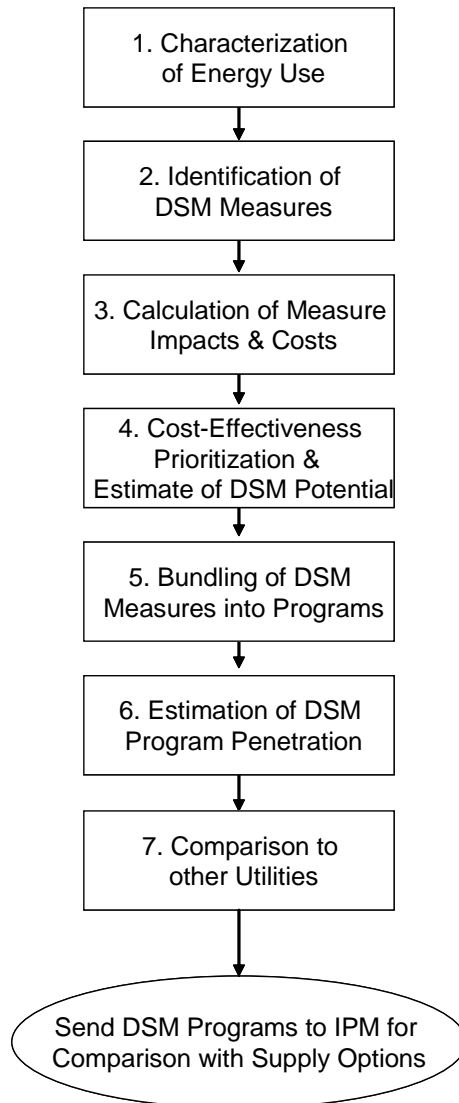 1. Characterization
of Energy Use
2. Identification of
DSM Measures
3. Calculation of Measure
Impacts & Costs
4. Cost-Effectiveness
Prioritization &
Estimate of DSM Potential
5. Bundling of DSM
Measures into Programs
6. Estimation of DSM
Program Penetration
7. Comparison to
other Utilities
Send DSM Programs to IPM for
Comparison with Supply Options